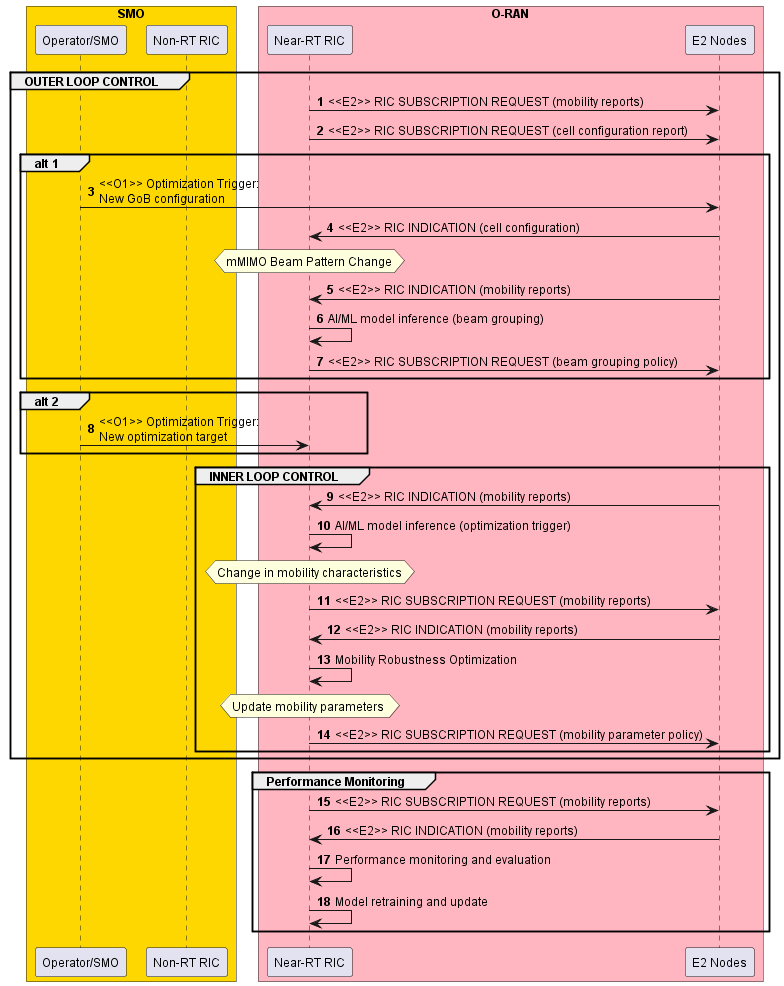 SMO
O-RAN
Operator/SMO
Non-RT RIC
Near-RT RIC
E2 Nodes
OUTER LOOP CONTROL
1 <<E2>> RIC SUBSCRIPTION REQUEST (mobility reports)
2 <<E2>> RIC SUBSCRIPTION REQUEST (cell configuration report)
alt 1
3 <<O1>> Optimization Trigger:
New GoB configuration
4 <<E2>> RIC INDICATION (cell configuration)
mMIMO Beam Pattern Change
5 <<E2>> RIC INDICATION (mobility reports)
6 AI/ML model inference (beam grouping)
7 <<E2>> RIC SUBSCRIPTION REQUEST (beam grouping policy)
alt 2
8 <<O1>> Optimization Trigger:
New optimization target
INNER LOOP CONTROL
9 <<E2>> RIC INDICATION (mobility reports)
10 AI/ML model inference (optimization trigger)
Change in mobility characteristics
11 <<E2>> RIC SUBSCRIPTION REQUEST (mobility reports)
12 <<E2>> RIC INDICATION (mobility reports)
13 Mobility Robustness Optimization
Update mobility parameters
14 <<E2>> RIC SUBSCRIPTION REQUEST (mobility parameter policy)
Performance Monitoring
15 <<E2>> RIC SUBSCRIPTION REQUEST (mobility reports)
16 <<E2>> RIC INDICATION (mobility reports)
17 Performance monitoring and evaluation
18 Model retraining and update
Operator/SMO
Non-RT RIC
Near-RT RIC
E2 Nodes